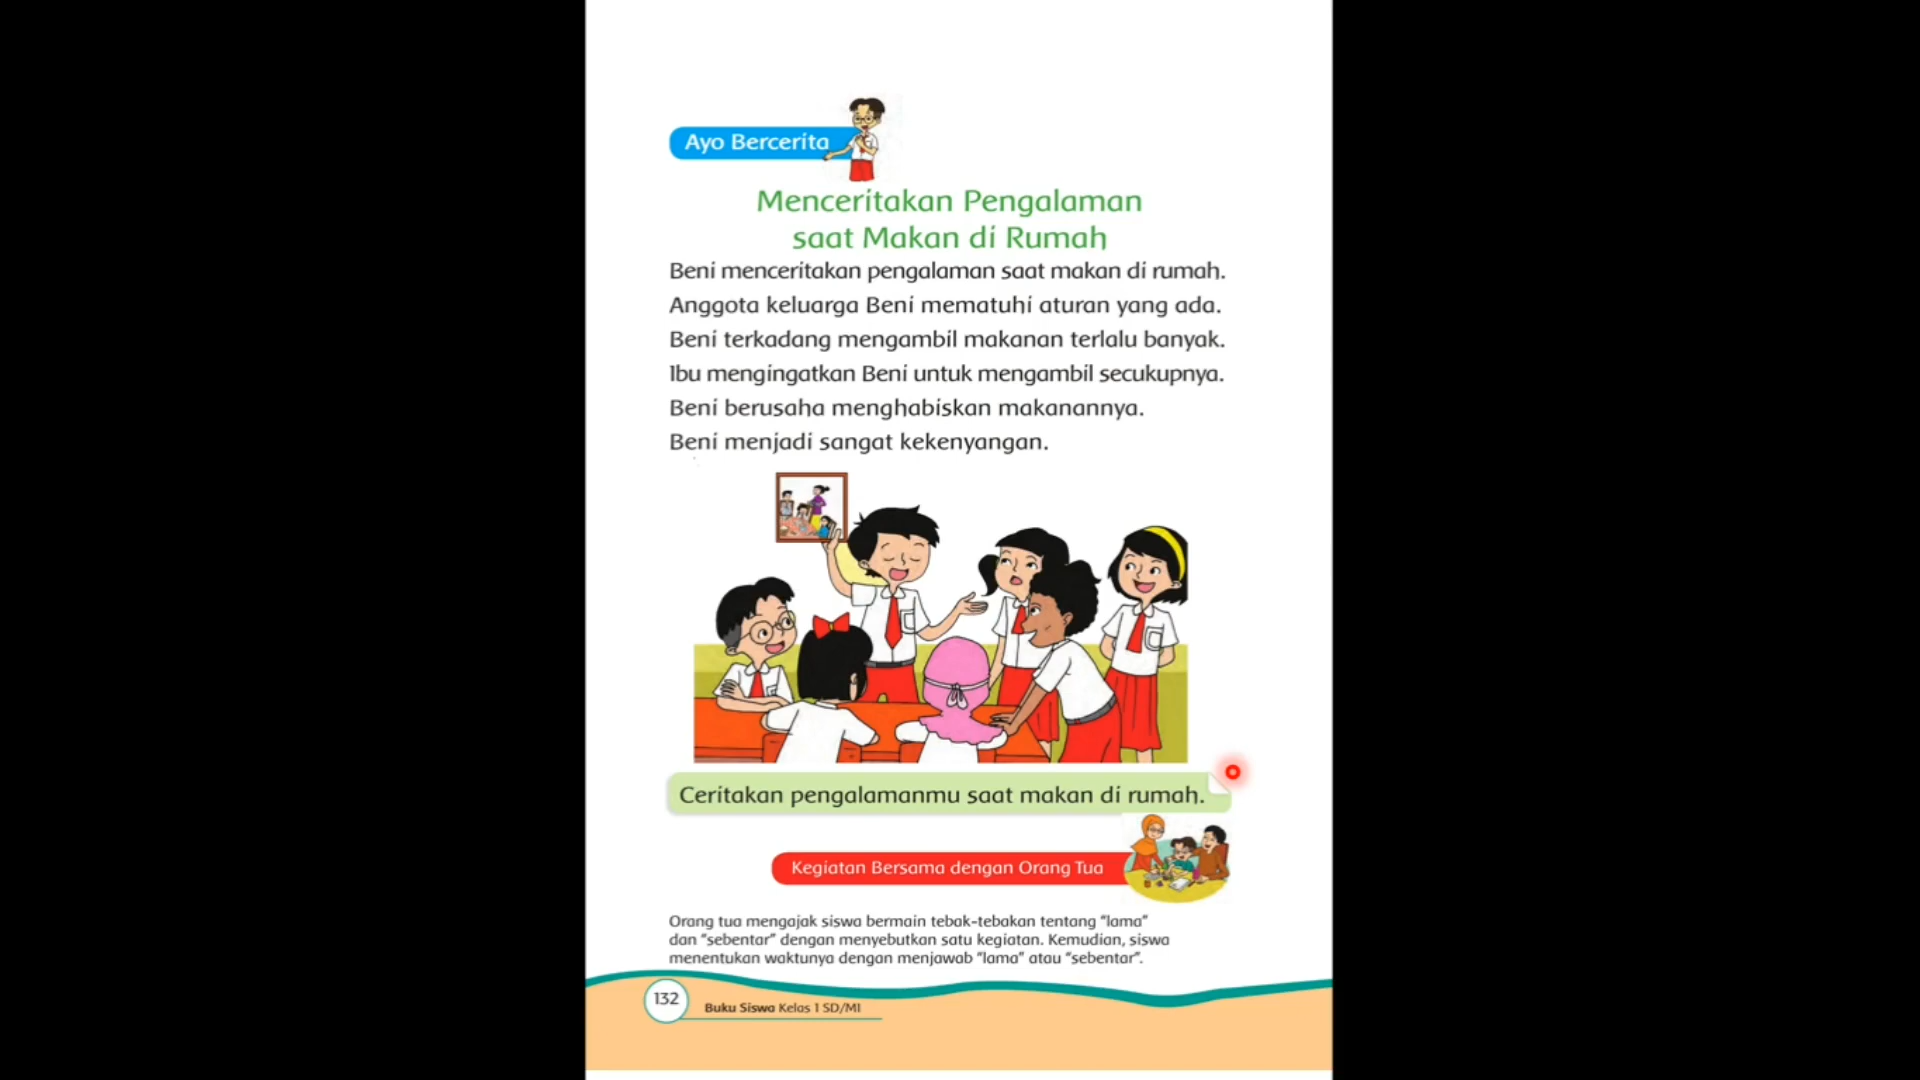 Ayo Bercerita
Menceritakan Pengalaman
saat Makan di Rumah
Beni menceritakan pengalaman saat makan di rumah.
Anggota keluarga Beni mematuhi aturan yang ada.
Beni terkadang mengambil makanan terlalu banyak.
Ibu mengingatkan Beni untuk mengambil secukupnya.
Beni berusaha menghabiskan makanannya.
Beni menjadi sangat kekenyangan.
Ceritakan pengalamanmu saat makan di rumah.
Kegiatan Bersama dengan Orang Tua
Orang tua mengajak siswa bermain tebak-tebakan tentang "lama"
dan "sebentar" dengan menyebutkan satu kegiatan. Kemudian, siswa
menentukan waktunya dengan menjawab "lama" atau "sebentar".
132
Buku Siswa Kelas 1 SD/MI